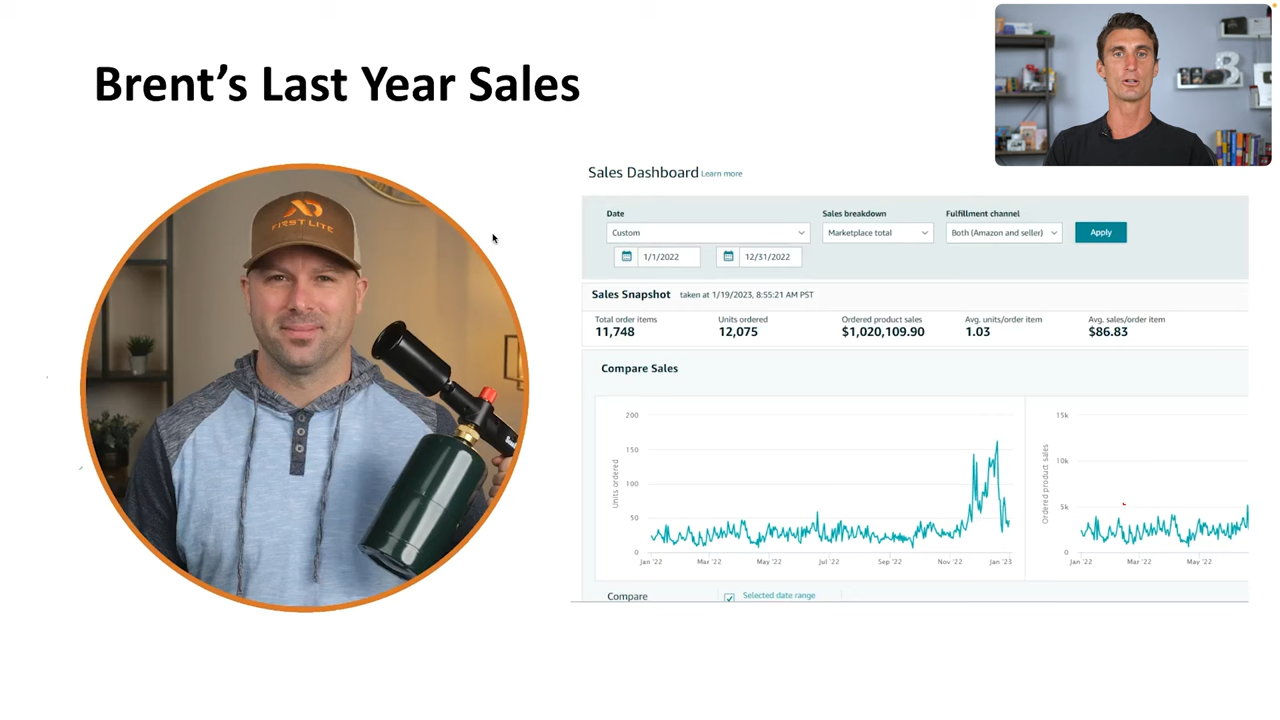 Brent's Last Year Sales
FIRST LITE
Sales Dashboard Learn more
Date
Sales breakdown
Fulfillment channel
Custom
Marketplace total
Both (Amazon and seller)
Apply
1/1/2022
12/31/2022
Sales Snapshot taken at 1/19/2023, 8:55:21 AM PST
Total order items
Units ordered
Ordered product sales
Avg. units/order item
Avg. sales/order item
11,748
12,075
$1,020,109.90
1.03
$86.83
Compare Sales
Units ordered
200
150
100
50
0
Jan '22
Mar '22
May '22
Jul '22
Sep '22
Nov '22
Jan '23
Ordered product sales
15k
10k
5k
0
Jan '22
Mar '22
May '22
Compare
Selected date range